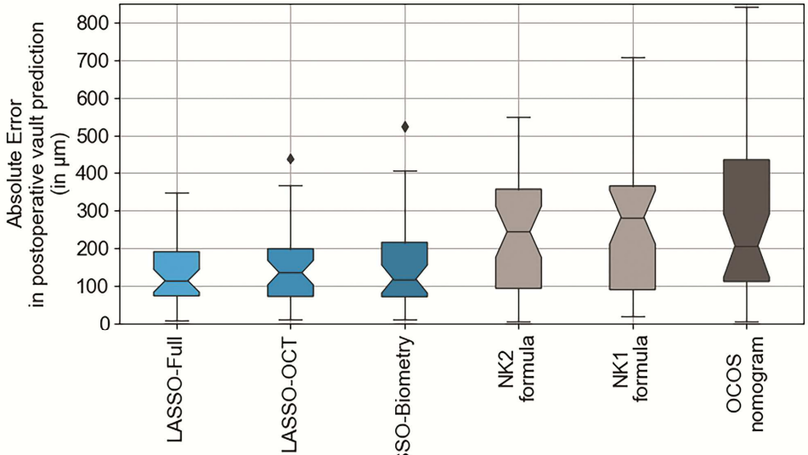 Absolute Error
in postoperative vault prediction
(in µm)
800
700
600
500
400
300
200
100
0
LASSO-Full
LASSO-OCT
SSO-Biometry
NK2
formula
NK1
formula
OCOS
nomogram